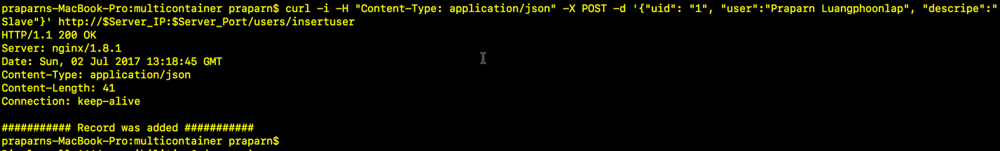 praparns-MacBook-Pro:multicontainer praparn$ curl -i -H "Content-Type: application/json" -X POST -d '{"uid": "1", "user":"Praparn Luangphoonlap", "descripe":"
Slave"}' http://$Server_IP:$Server_Port/users/insertuser
HTTP/1.1 200 OK
Server: nginx/1.8.1
Date: Sun, 02 Jul 2017 13:18:45 GMT
Content-Type: application/json
Content-Length: 41
Connection: keep-alive
########### Record was added ###########
praparns-MacBook-Pro:multicontainer praparn$